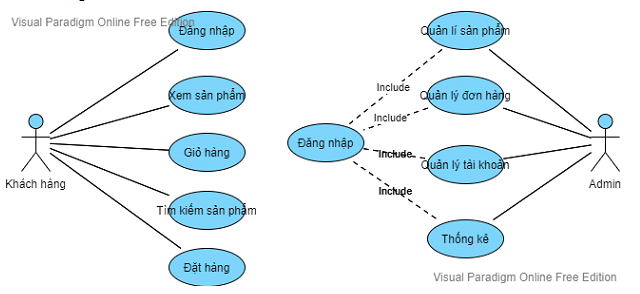 Visual Paradigm Online Free Edition
Đăng nhập
Xem sản phẩm
Giỏ hàng
Tìm kiếm sản phẩm
Đặt hàng
Khách hàng
Quản lí sản phẩm
Quản lý đơn hàng
Quản lý tài khoản
Thống kê
Đăng nhập
Include
Include
Include
Include
Admin
Visual Paradigm Online Free Edition